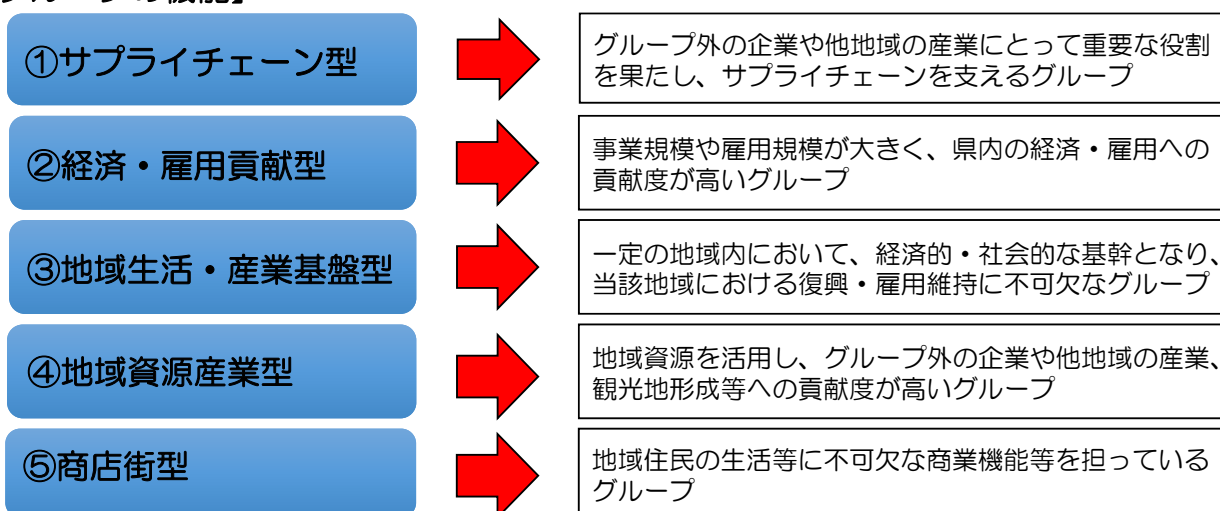 ①サプライチェーン型
グループ外の企業や他地域の産業にとって重要な役割
を果たし、サプライチェーンを支えるグループ
②経済・雇用貢献型
事業規模や雇用規模が大きく、県内の経済・雇用への
貢献度が高いグループ
③地域生活・産業基盤型
一定の地域内において、経済的・社会的な基幹となり、
当該地域における復興・雇用維持に不可欠なグループ
④地域資源産業型
地域資源を活用し、グループ外の企業や他地域の産業、
観光地形成等への貢献度が高いグループ
⑤商店街型
地域住民の生活等に不可欠な商業機能等を担っている
グループ